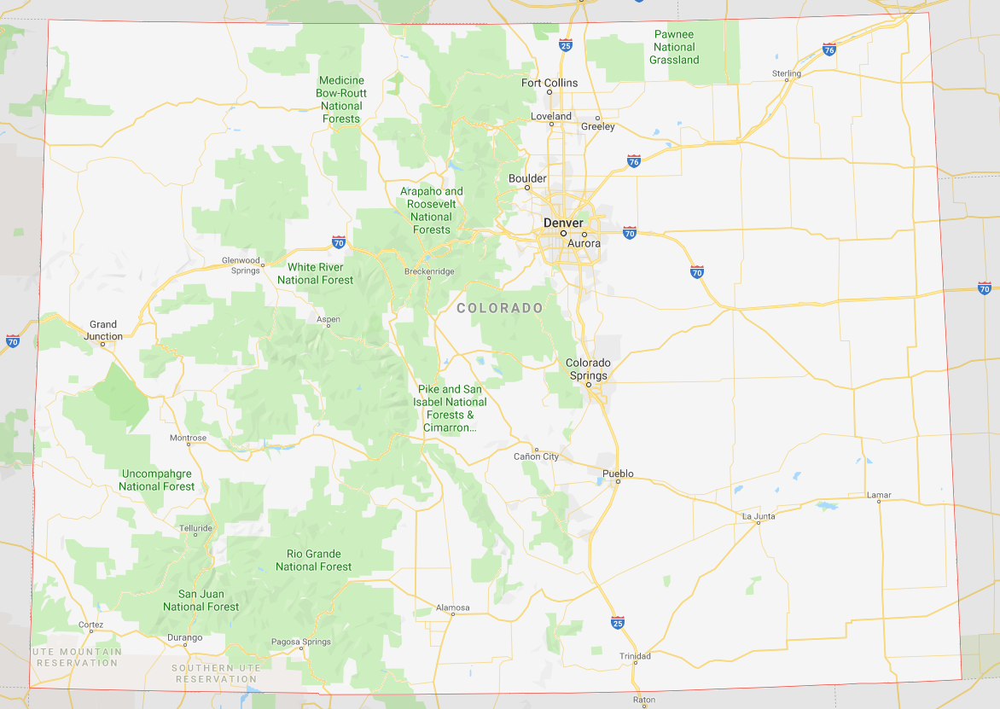 25
Pawnee
National
Grassland
76
Sterling
Medicine
Bow-Routt
National
Forests
Fort Collins
Loveland
Greeley
76
Boulder
Arapaho and
Roosevelt
National
Forests
Denver
Aurora
70
70
Glenwood
Springs
White River
National Forest
Breckenridge
70
70
COLORADO
Aspen
Grand
Junction
70
Colorado
Springs
Pike and San
Isabel National
Forests &
Cimarron...
Montrose
Cañon City
Uncompahgre
National Forest
Pueblo
Lamar
La Junta
Telluride
Rio Grande
National Forest
San Juan
National Forest
Alamosa
25
Cortez
Durango
Pagosa Springs
UTE MOUNTAIN
RESERVATION
SOUTHERN UTE
RESERVATION
Trinidad
Raton